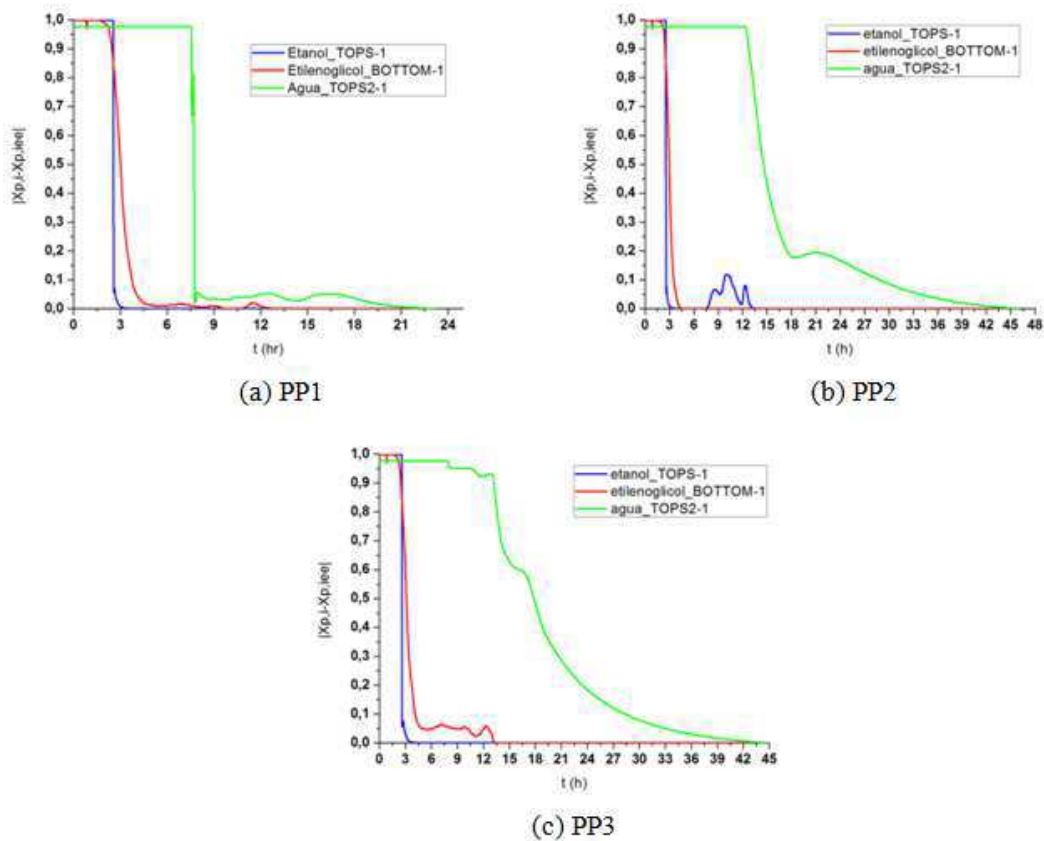 1,0
0,9
0,8
0,7
0,6
0,5
0,4
0,3
0,2
0,1
0,0
|Xp,i-Xp,iee|
Etanol_TOPS-1
Etilenoglicol_BOTTOM-1
Agua_TOPS2-1
0 3 6 9 12 15 18 21 24
t (hr)
(a) PP1
1,0
0,9
0,8
0,7
0,6
0,5
0,4
0,3
0,2
0,1
0,0
|Xp,i-Xp,iee|
etanol_TOPS-1
etilenoglicol_BOTTOM-1
agua_TOPS2-1
0 3 6 9 12 15 18 21 24 27 30 33 36 39 42 45 48
t (h)
(b) PP2
1,0
0,9
0,8
0,7
0,6
0,5
0,4
0,3
0,2
0,1
0,0
|Xp,i-Xp,iee|
etanol_TOPS-1
etilenoglicol_BOTTOM-1
agua_TOPS2-1
0 3 6 9 12 15 18 21 24 27 30 33 36 39 42 45
t (h)
(c) PP3